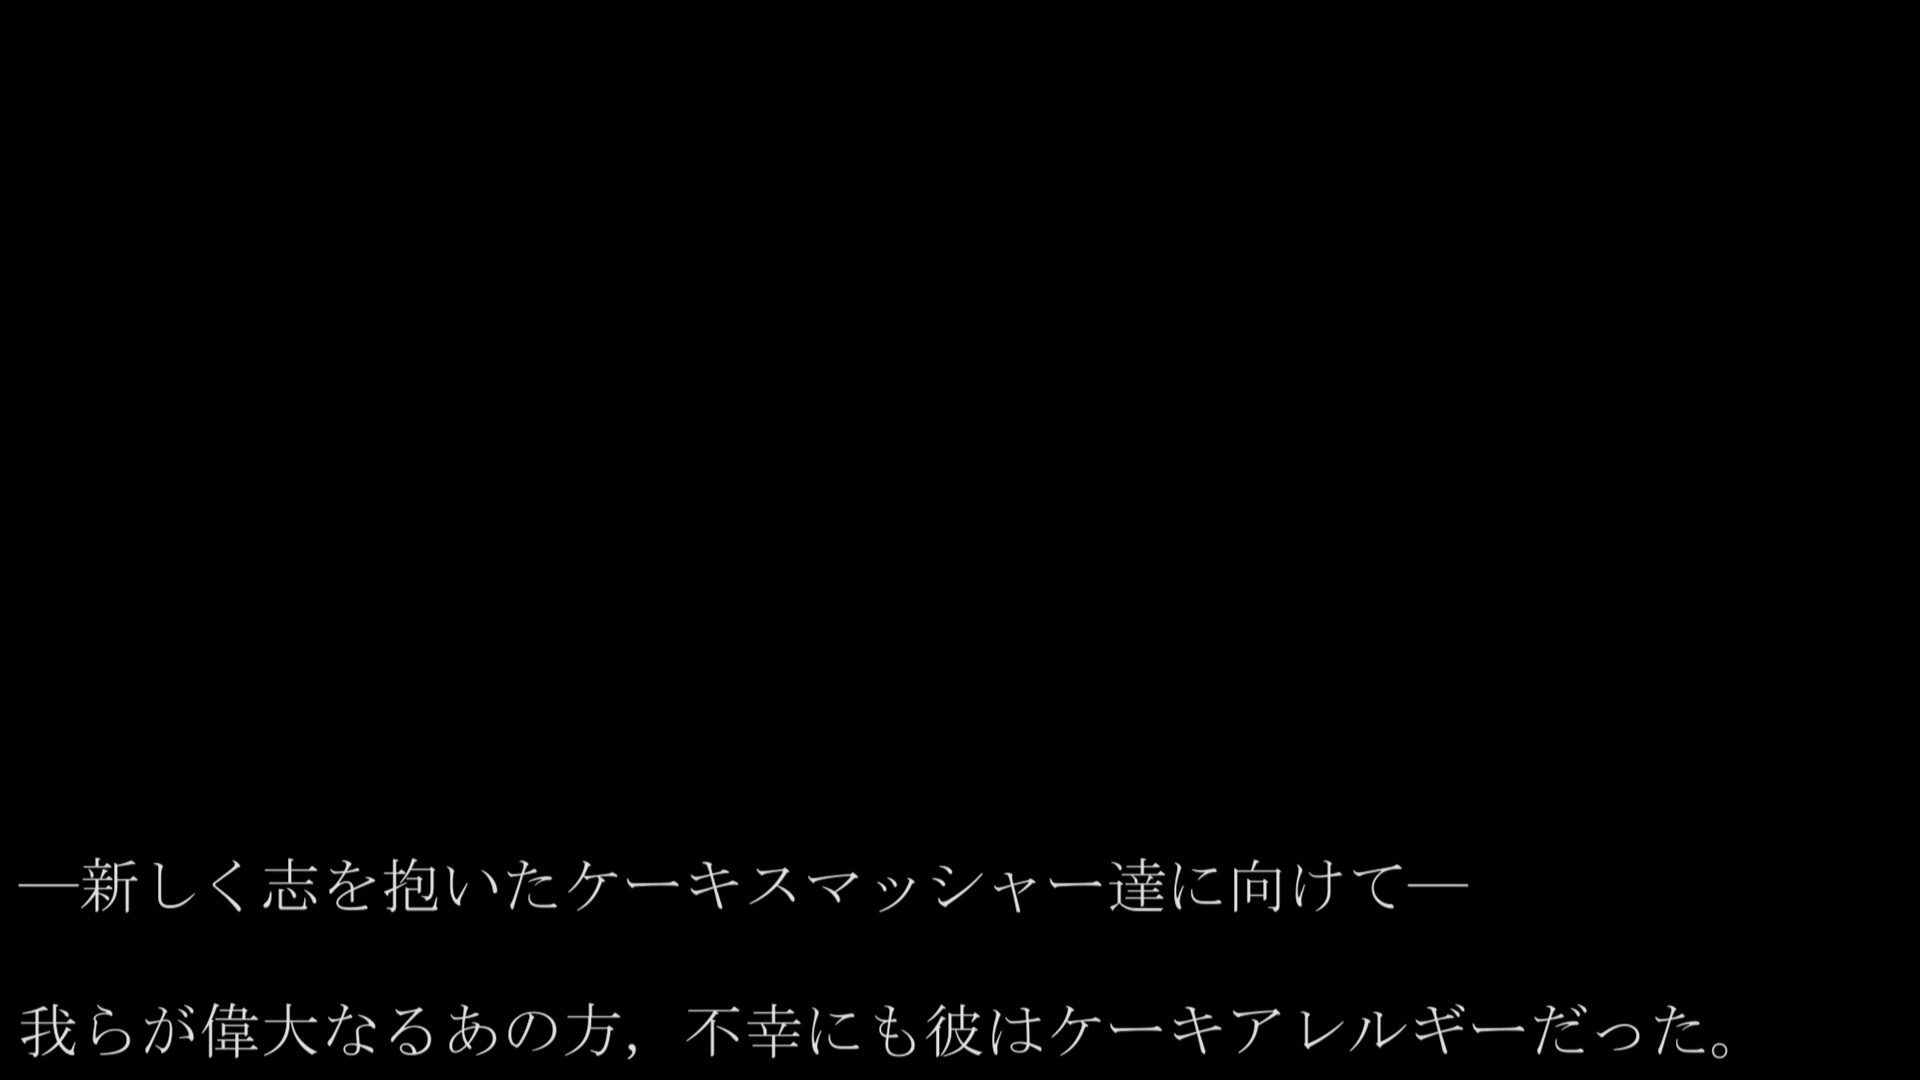 ―新しく志を抱いたケーキスマッシャー達に向けて―
我らが偉大なるあの方，不幸にも彼はケーキアレルギーだった。